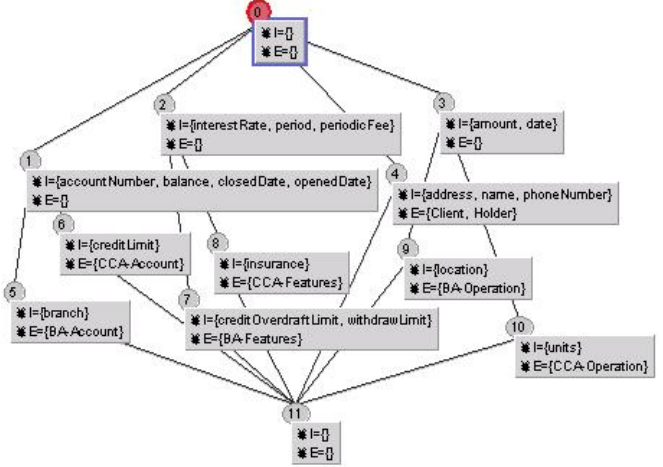 0
I={}
E={}
2
I={interestRate, period, periodicFee}
E={}
3
I={amount, date}
E={}
1
I={accountNumber, balance, closedDate, openedDate}
E={}
4
I={address, name, phoneNumber}
E={Client, Holder}
6
I={creditLimit}
E={CCA-Account}
8
I={insurance}
E={CCA-Features}
9
I={location}
E={BA-Operation}
5
I={branch}
E={BA-Account}
7
I={creditOverdraftLimit, withdrawLimit}
E={BA-Features}
10
I={units}
E={CCA-Operation}
11
I={}
E={}